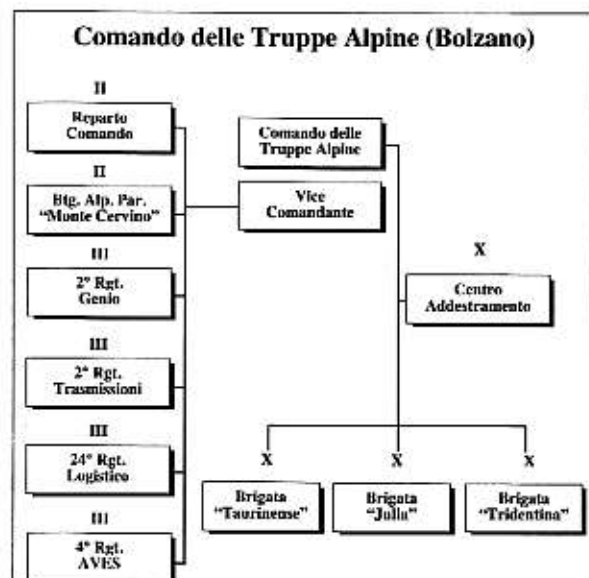 Comando delle Truppe Alpine (Bolzano)
II
Reparto
Comando
II
Btg. Alp. Par.
“Monte Cervino”
III
2° Rgt.
Genio
III
2° Rgt.
Trasmissioni
III
24° Rgt.
Logistico
III
4° Rgt.
AVES
Comando delle
Truppe Alpine
Vice
Comandante
X
Centro
Addestramento
X
Brigata
“Taurinense”
X
Brigata
“Julia”
X
Brigata
“Tridentina”